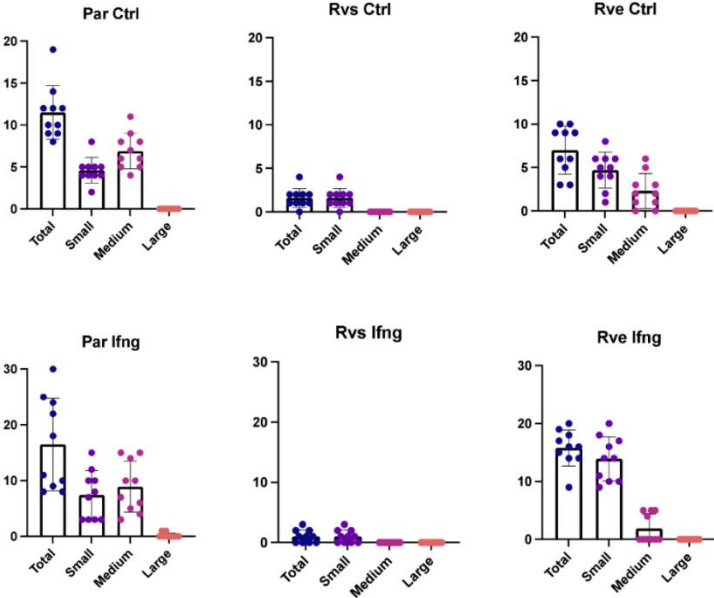 Par Ctrl
20
15
10
5
0
Total
Small
Medium
Large
Rvs Ctrl
20
15
10
5
0
Total
Small
Medium
Large
Rve Ctrl
20
15
10
5
0
Total
Small
Medium
Large
Par Ifng
30
20
10
0
Total
Small
Medium
Large
Rvs Ifng
30
20
10
0
Total
Small
Medium
Large
Rve Ifng
30
20
10
0
Total
Small
Medium
Large